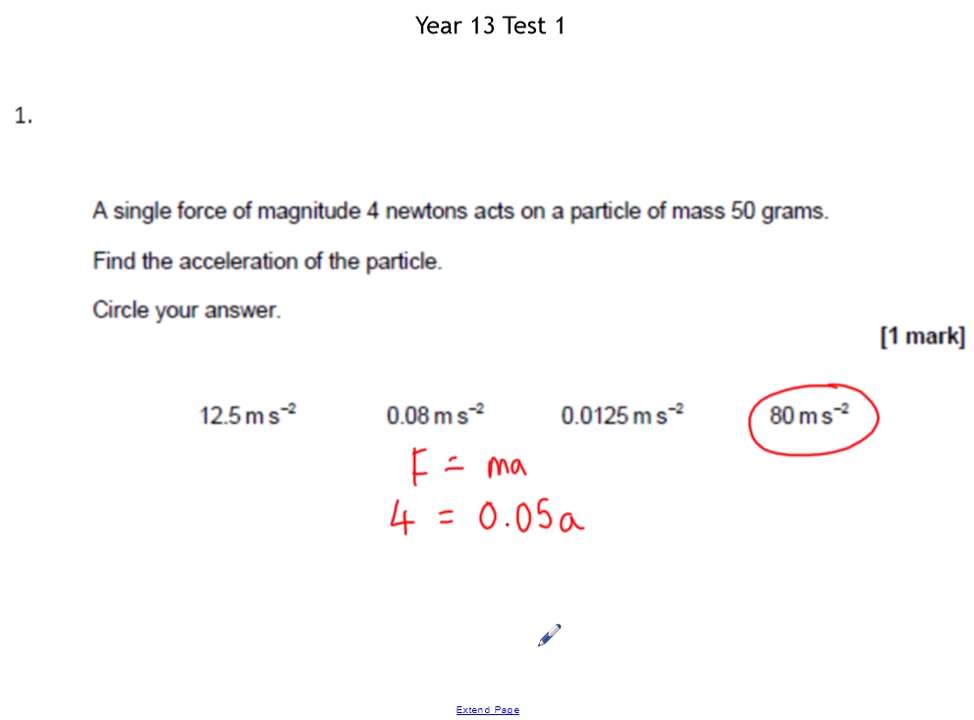 Year 13 Test 1
1.
A single force of magnitude 4 newtons acts on a particle of mass 50 grams.
Find the acceleration of the particle.
Circle your answer.
[1 mark]
12.5 m s⁻² 0.08 m s⁻² 0.0125 m s⁻² 80 m s⁻²
F = ma
4 = 0.05a
Extend Page